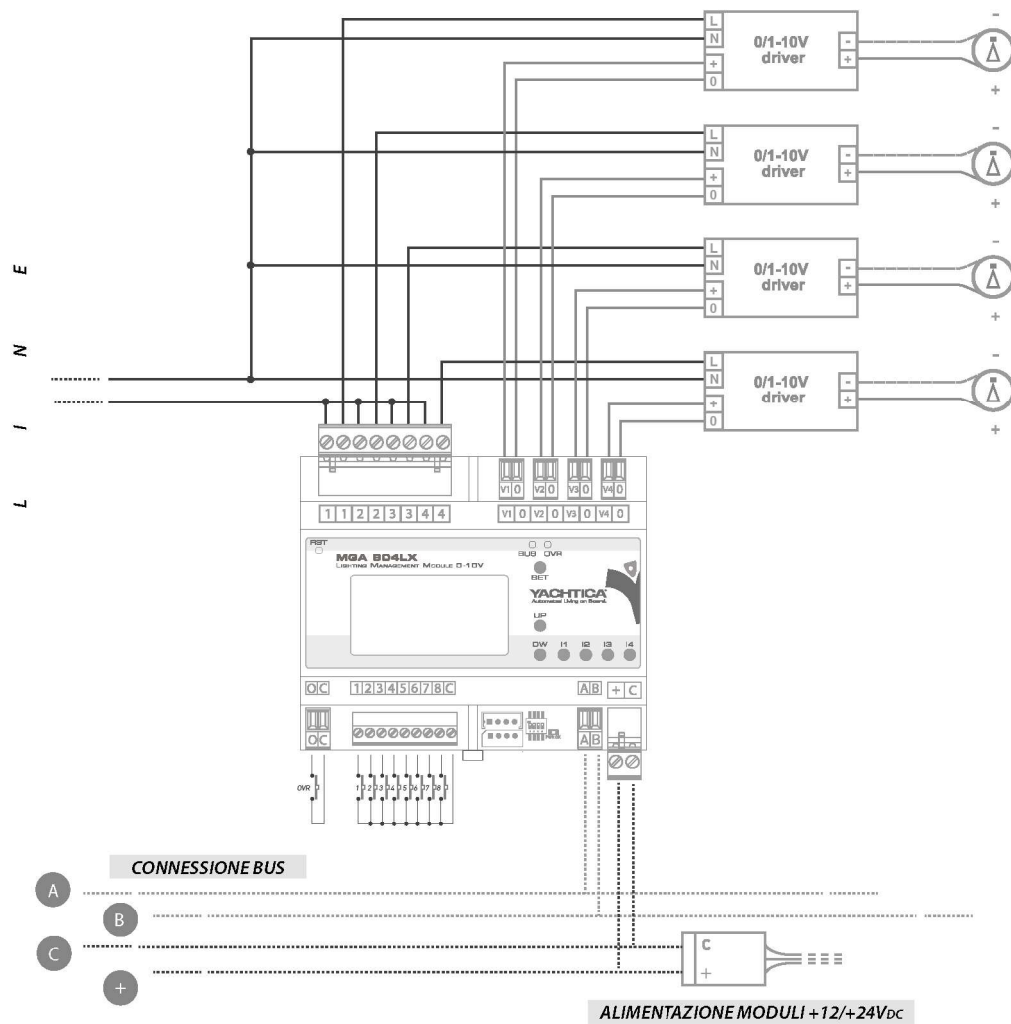 L
N
+
0
0/1-10V
driver
-
+
-
+
L
N
+
0
0/1-10V
driver
-
+
-
+
L
N
+
0
0/1-10V
driver
-
+
-
+
L
N
+
0
0/1-10V
driver
-
+
-
+
L I N E
V1 0 V2 0 V3 0 V4 0
1 1 2 2 3 3 4 4
V1 0 V2 0 V3 0 V4 0
RST
MGA 8D4LX
LIGHTING MANAGEMENT MODULE 0-10V
BUS OVR
SET
YACHTICA
Automated Living on Board.
UP
DW I1 I2 I3 I4
O C
1 2 3 4 5 6 7 8 C
A B
+ C
O C
A B
OVR
1 2 3 4 5 6 7 8
CONNESSIONE BUS
A
B
C
+
C
+
ALIMENTAZIONE MODULI +12/+24VDC